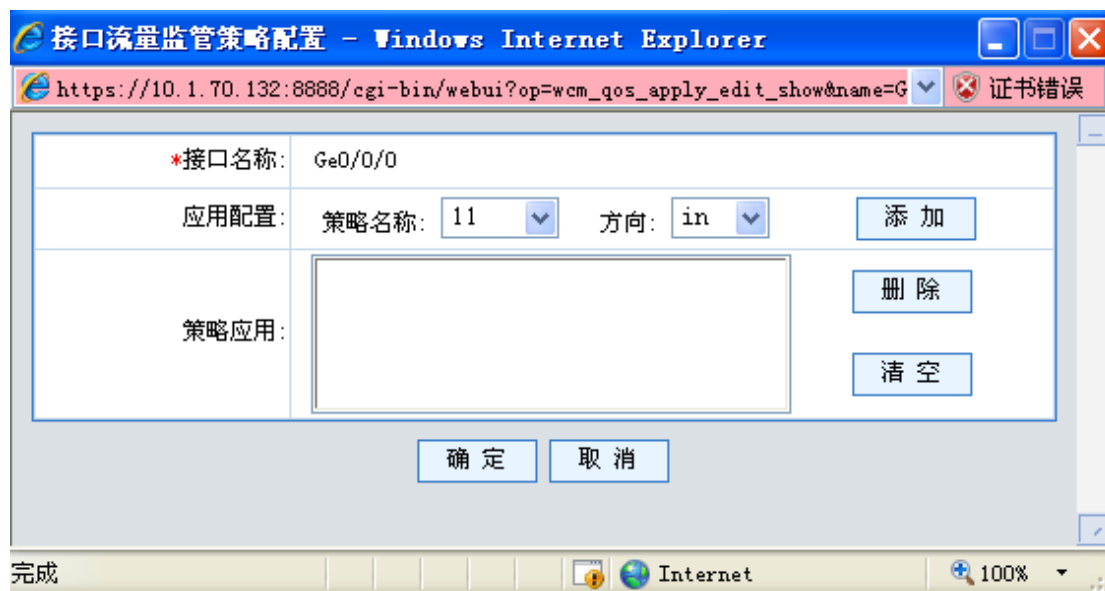 接口流量监管策略配置 - Windows Internet Explorer
https://10.1.70.132:8888/cgi-bin/webui?op=wcm_qos_apply_edit_show&name=G 证书错误
*接口名称: Ge0/0/0
应用配置: 策略名称: 11 方向: in 添 加
策略应用: 删 除
清 空
确 定 取 消
完成 Internet 100%